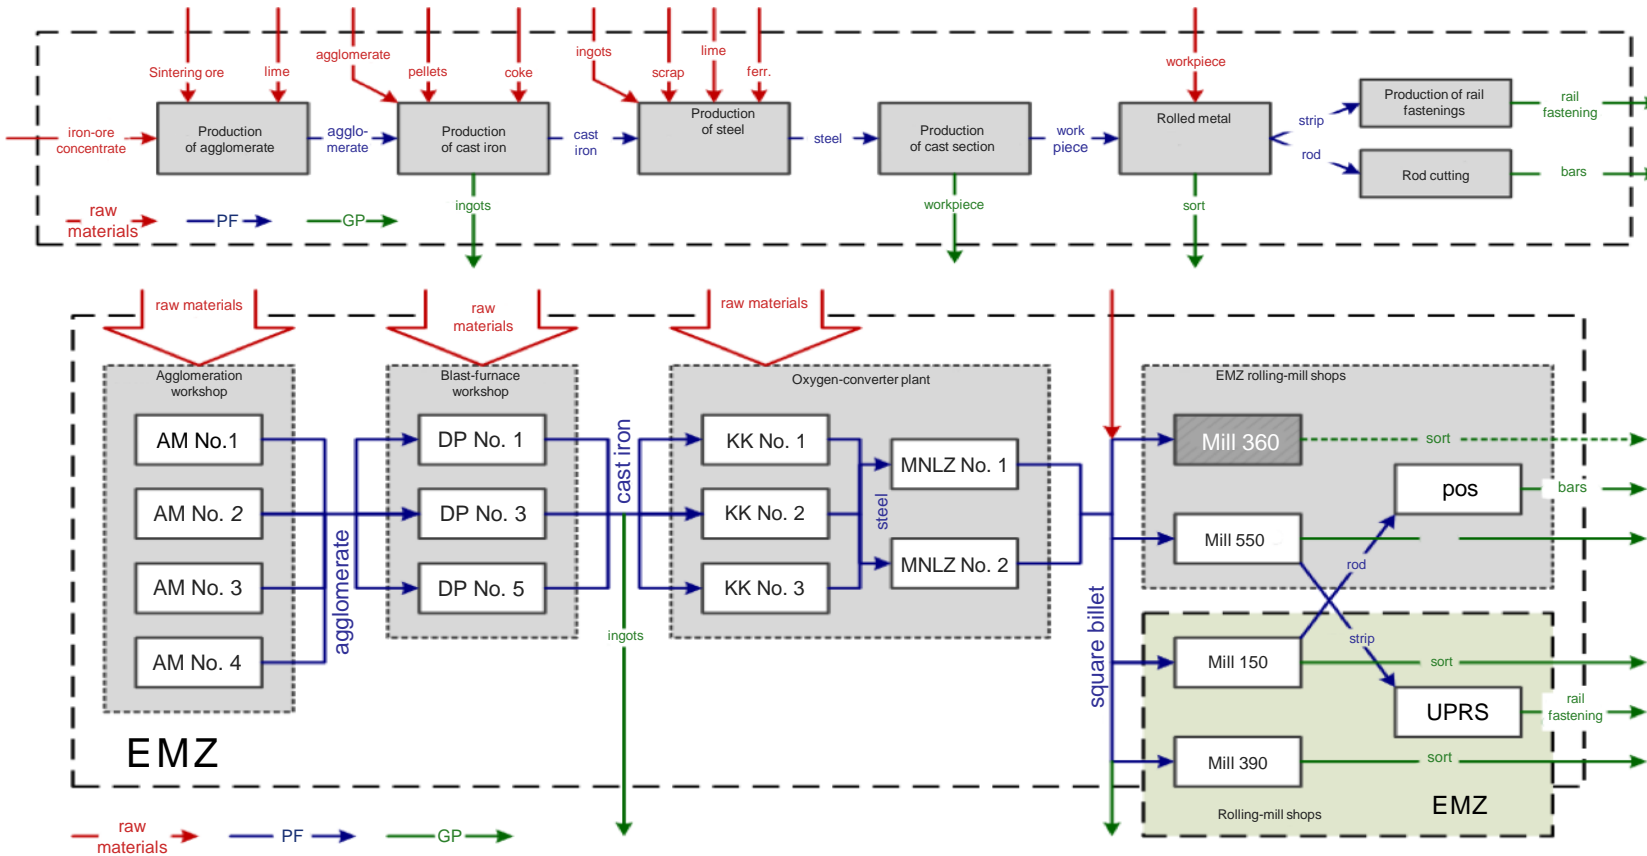 agglomerate
ingots
lime
Sintering ore
lime
pellets
coke
scrap
ferr.
workpiece
iron-ore
concentrate
Production
of agglomerate
agglo-
merate
Production
of cast iron
cast
iron
Production
of steel
steel
Production
of cast section
work
piece
Rolled metal
strip
rod
Production of rail
fastenings
rail
fastening
Rod cutting
bars
raw
materials
PF
GP
ingots
workpiece
sort
raw materials
raw
materials
raw materials
Agglomeration
workshop
AM No.1
AM No. 2
AM No. 3
AM No. 4
agglomerate
Blast-furnace
workshop
DP No. 1
DP No. 3
DP No. 5
cast iron
ingots
Oxygen-converter plant
KK No. 1
KK No. 2
KK No. 3
steel
MNLZ No. 1
MNLZ No. 2
square billet
EMZ rolling-mill shops
Mill 360
sort
pos
bars
Mill 550
rod
strip
Mill 150
sort
UPRS
rail
fastening
Mill 390
sort
EMZ
Rolling-mill shops
EMZ
raw
materials
PF
GP